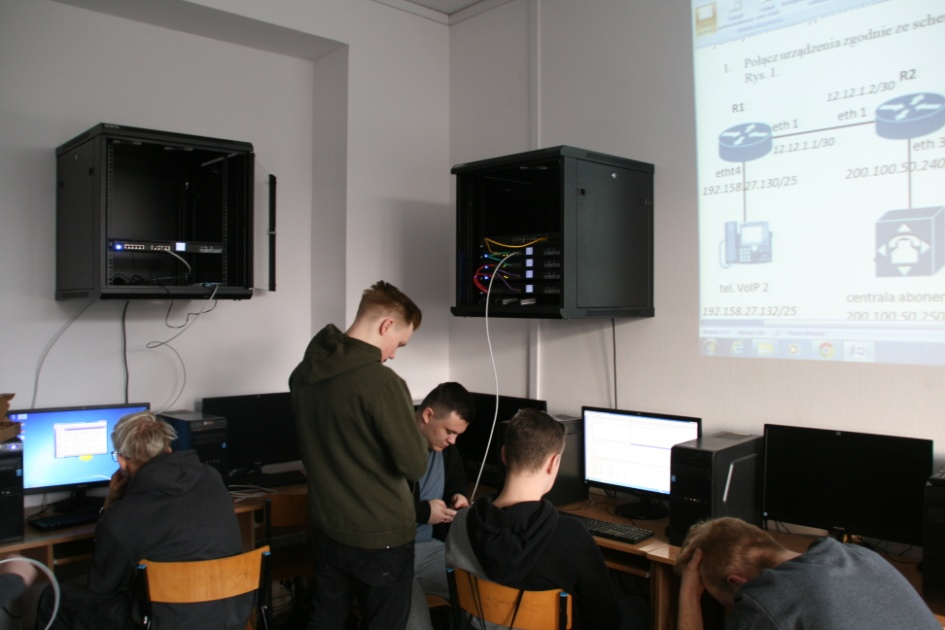 1. Połącz urządzenia zgodnie ze sche
Rys. 1.
R1
R2
12.12.1.2/30
eth 1
eth 1
12.12.1.1/30
etht4
eth 3
192.158.27.130/25
200.100.50.240
tel. VoIP 2
centrala abonen
192.158.27.132/25
200.100.50.250